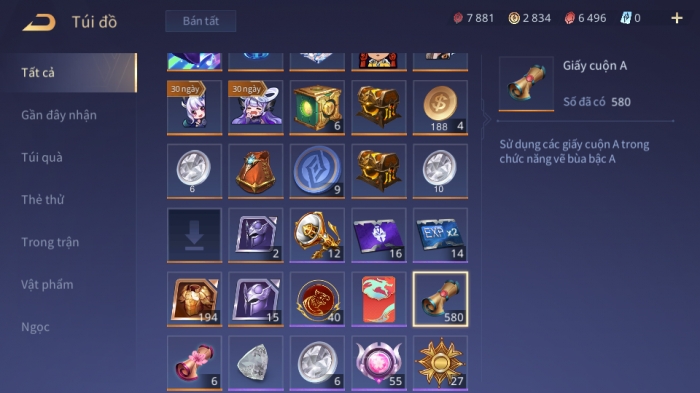 Túi đồ
Bán tất
7 881
2 834
6 496
0
Tất cả
Gần đây nhận
Túi quà
Thẻ thử
Trong trận
Vật phẩm
Ngọc
30 ngày
30 ngày
6
188
4
6
9
10
2
12
16
EXP x2
14
194
15
40
580
6
6
55
27
Giấy cuộn A
Số đã có 580
Sử dụng các giấy cuộn A trong
chức năng vẽ bùa bậc A